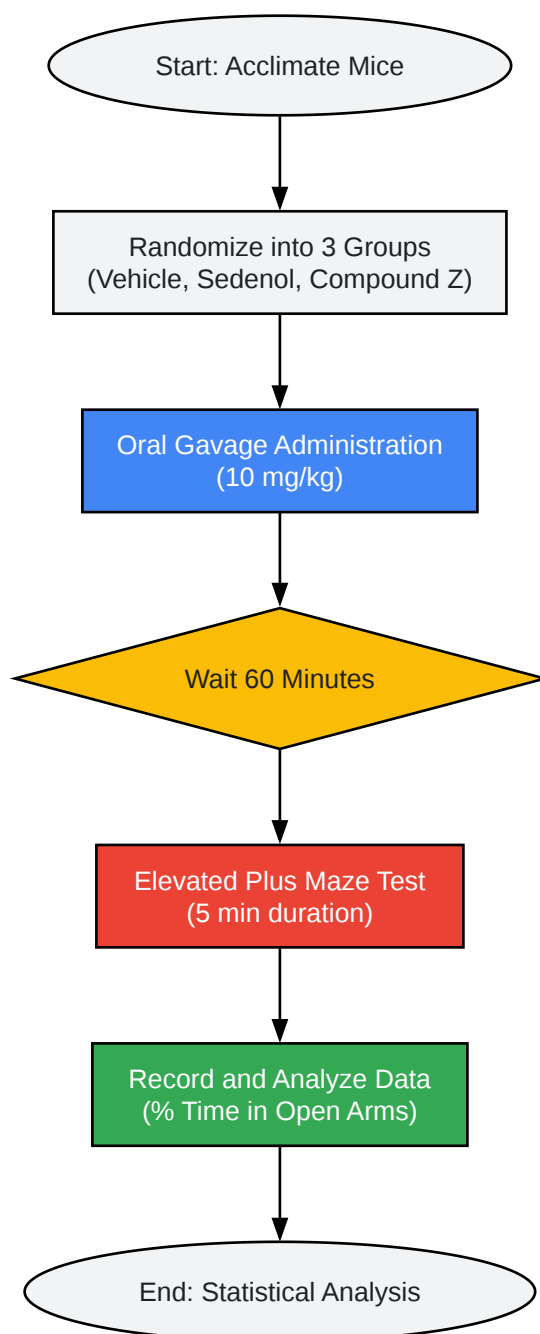 Start: Acclimate Mice
Randomize into 3 Groups
(Vehicle, Sedenol, Compound Z)
Oral Gavage Administration
(10 mg/kg)
Wait 60 Minutes
Elevated Plus Maze Test
(5 min duration)
Record and Analyze Data
(% Time in Open Arms)
End: Statistical Analysis